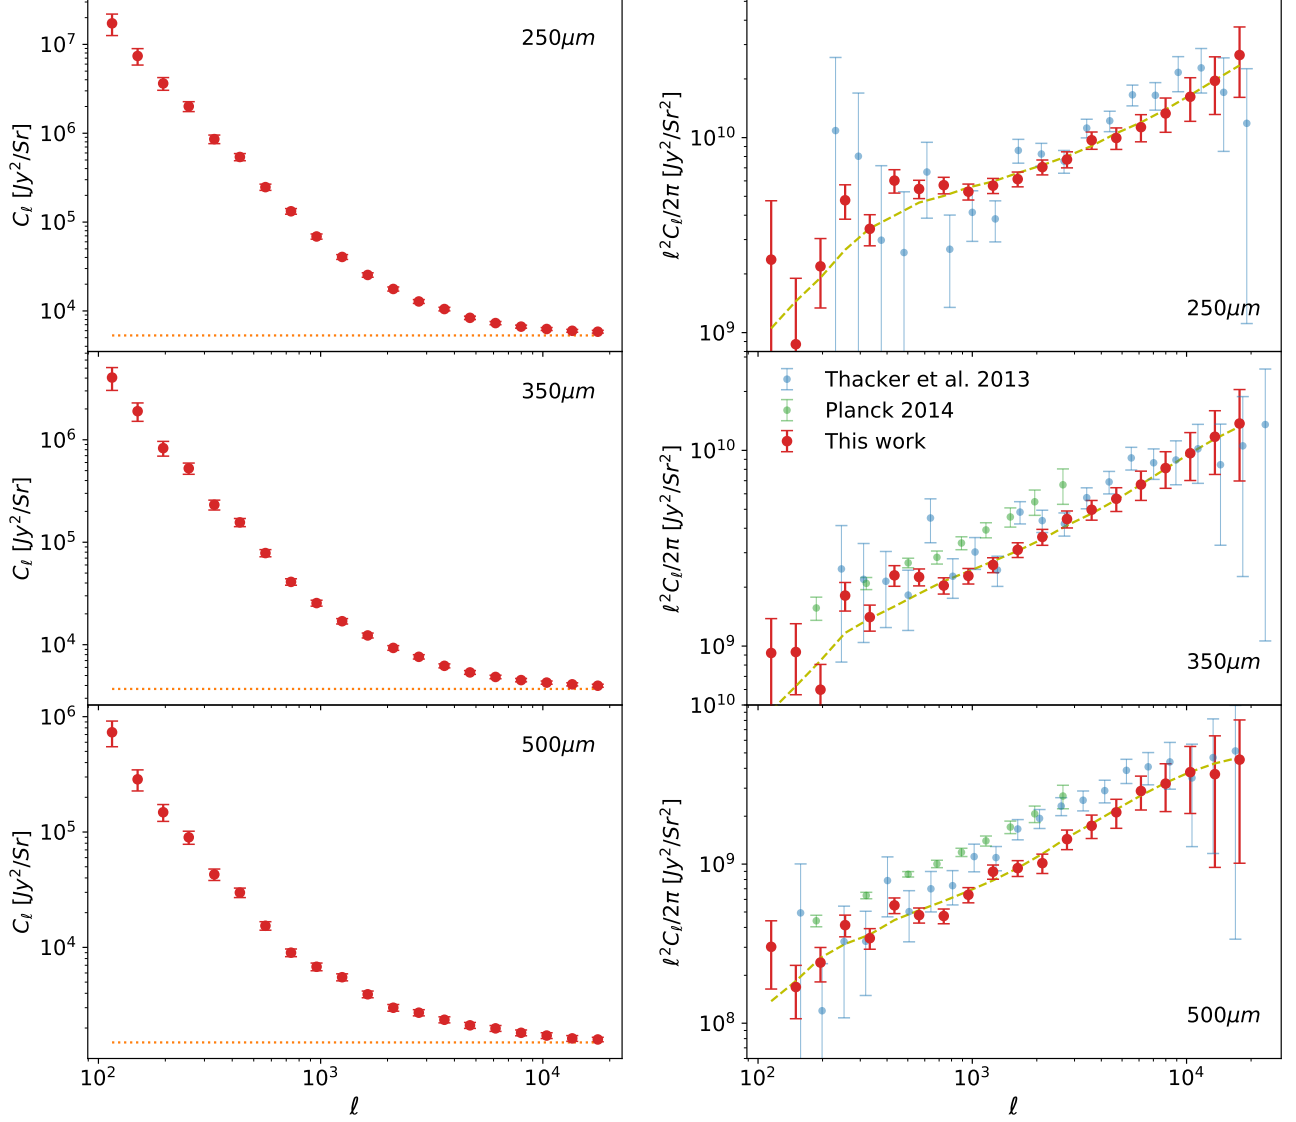 250μm
10⁷
10⁶
10⁵
10⁴
C_ℓ [Jy²/Sr]
350μm
10⁶
10⁵
10⁴
C_ℓ [Jy²/Sr]
500μm
10⁶
10⁵
10⁴
C_ℓ [Jy²/Sr]
10² 10³ 10⁴
ℓ
10¹⁰
10⁹
ℓ²C_ℓ/2π [Jy²/Sr²]
250μm
Thacker et al. 2013
Planck 2014
This work
10¹⁰
10⁹
ℓ²C_ℓ/2π [Jy²/Sr²]
350μm
10¹⁰
10⁹
10⁸
ℓ²C_ℓ/2π [Jy²/Sr²]
500μm
10² 10³ 10⁴
ℓ